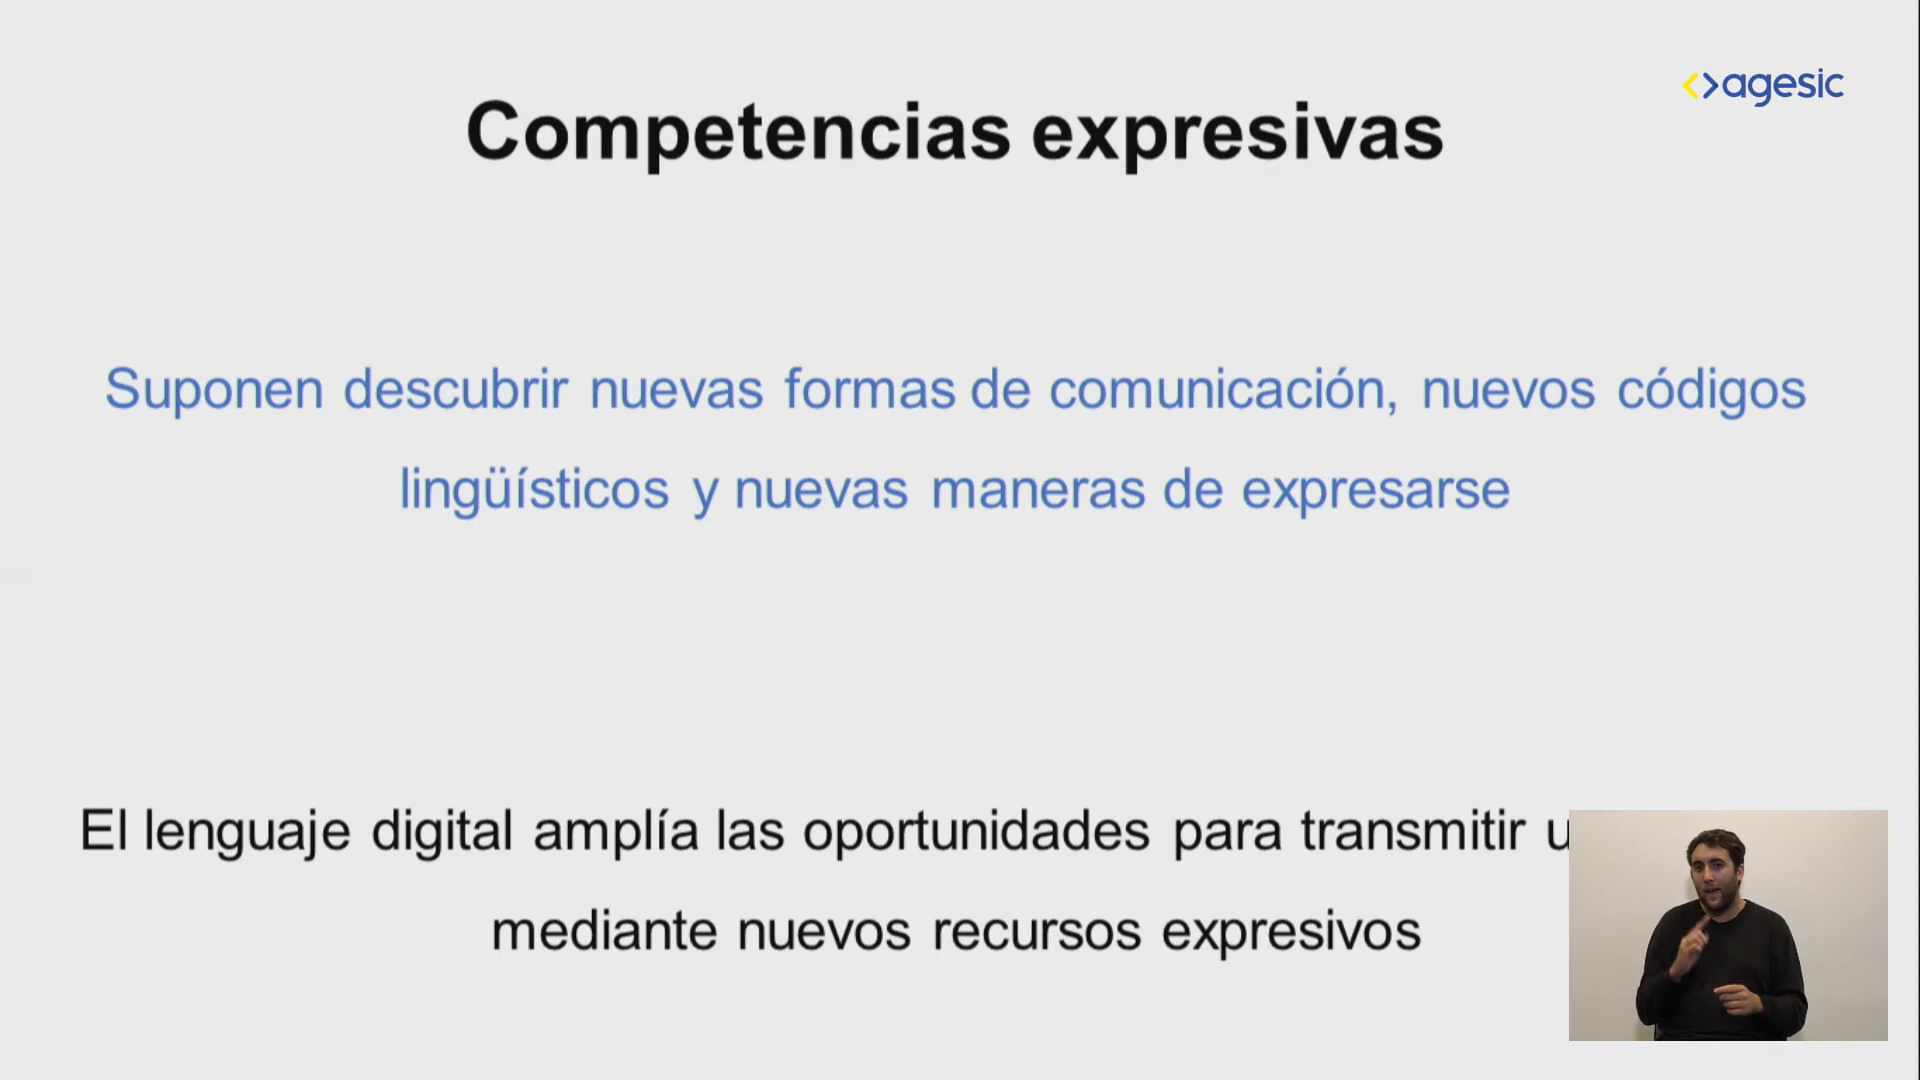 <>agesic
Competencias expresivas
Suponen descubrir nuevas formas de comunicación, nuevos códigos
lingüísticos y nuevas maneras de expresarse
El lenguaje digital amplía las oportunidades para transmitir
mediante nuevos recursos expresivos